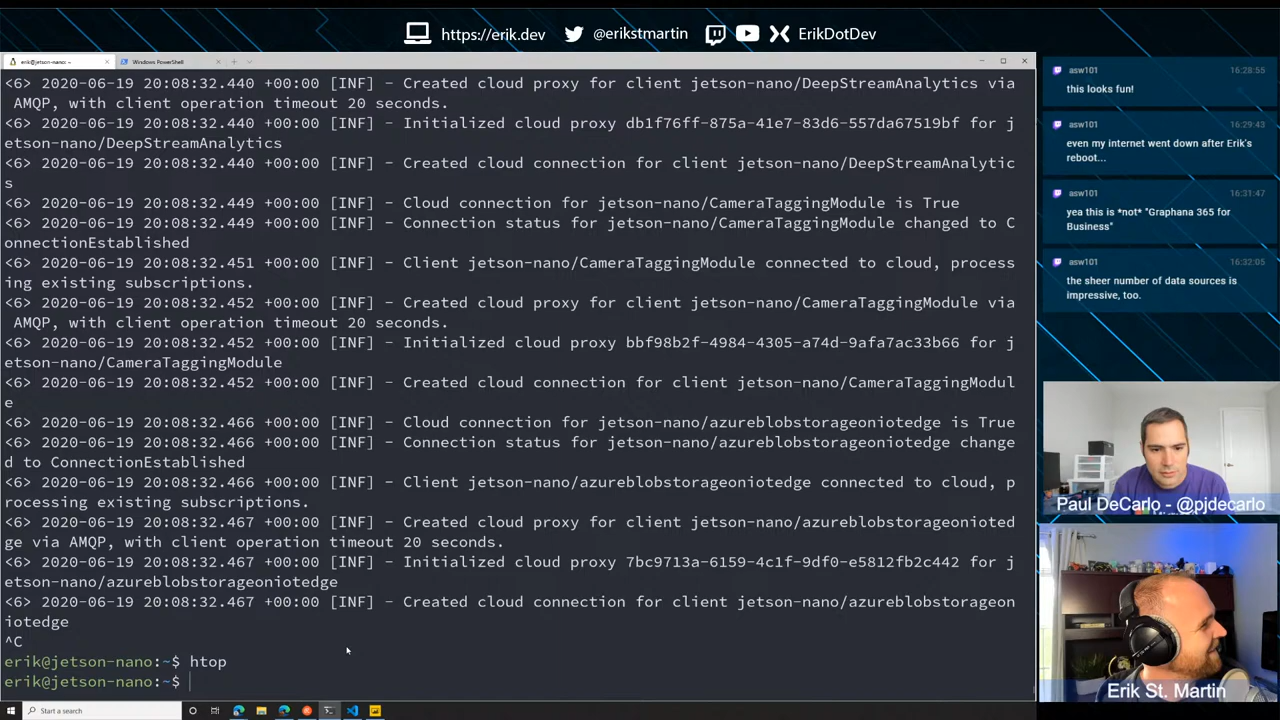 https://erik.dev @erikstmartin ErikDotDev
erik@jetson-nano: ~ Windows PowerShell
<6> 2020-06-19 20:08:32.440 +00:00 [INF] - Created cloud proxy for client jetson-nano/DeepStreamAnalytics via
AMQP, with client operation timeout 20 seconds.
<6> 2020-06-19 20:08:32.440 +00:00 [INF] - Initialized cloud proxy db1f76ff-875a-41e7-83d6-557da67519bf for j
etson-nano/DeepStreamAnalytics
<6> 2020-06-19 20:08:32.440 +00:00 [INF] - Created cloud connection for client jetson-nano/DeepStreamAnalytic
s
<6> 2020-06-19 20:08:32.449 +00:00 [INF] - Cloud connection for jetson-nano/CameraTaggingModule is True
<6> 2020-06-19 20:08:32.449 +00:00 [INF] - Connection status for jetson-nano/CameraTaggingModule changed to C
onnectionEstablished
<6> 2020-06-19 20:08:32.451 +00:00 [INF] - Client jetson-nano/CameraTaggingModule connected to cloud, process
ing existing subscriptions.
<6> 2020-06-19 20:08:32.452 +00:00 [INF] - Created cloud proxy for client jetson-nano/CameraTaggingModule via
AMQP, with client operation timeout 20 seconds.
<6> 2020-06-19 20:08:32.452 +00:00 [INF] - Initialized cloud proxy bbf98b2f-4984-4305-a74d-9afa7ac33b66 for j
etson-nano/CameraTaggingModule
<6> 2020-06-19 20:08:32.452 +00:00 [INF] - Created cloud connection for client jetson-nano/CameraTaggingModul
e
<6> 2020-06-19 20:08:32.466 +00:00 [INF] - Cloud connection for jetson-nano/azureblobstorageoniotedge is True
<6> 2020-06-19 20:08:32.466 +00:00 [INF] - Connection status for jetson-nano/azureblobstorageoniotedge change
d to ConnectionEstablished
<6> 2020-06-19 20:08:32.466 +00:00 [INF] - Client jetson-nano/azureblobstorageoniotedge connected to cloud, p
rocessing existing subscriptions.
<6> 2020-06-19 20:08:32.467 +00:00 [INF] - Created cloud proxy for client jetson-nano/azureblobstorageonioted
ge via AMQP, with client operation timeout 20 seconds.
<6> 2020-06-19 20:08:32.467 +00:00 [INF] - Initialized cloud proxy 7bc9713a-6159-4c1f-9df0-e5812fb2c442 for j
etson-nano/azureblobstorageoniotedge
<6> 2020-06-19 20:08:32.467 +00:00 [INF] - Created cloud connection for client jetson-nano/azureblobstorageon
iotedge
^C
erik@jetson-nano:~$ htop
erik@jetson-nano:~$
Start a search
asw101 16:28:55
this looks fun!
asw101 16:29:43
even my internet went down after Erik's
reboot...
asw101 16:31:47
yea this is *not* "Graphana 365 for
Business"
asw101 16:32:05
the sheer number of data sources is
impressive, too.
Paul DeCarlo - @pjdecarlo
Erik St. Martin